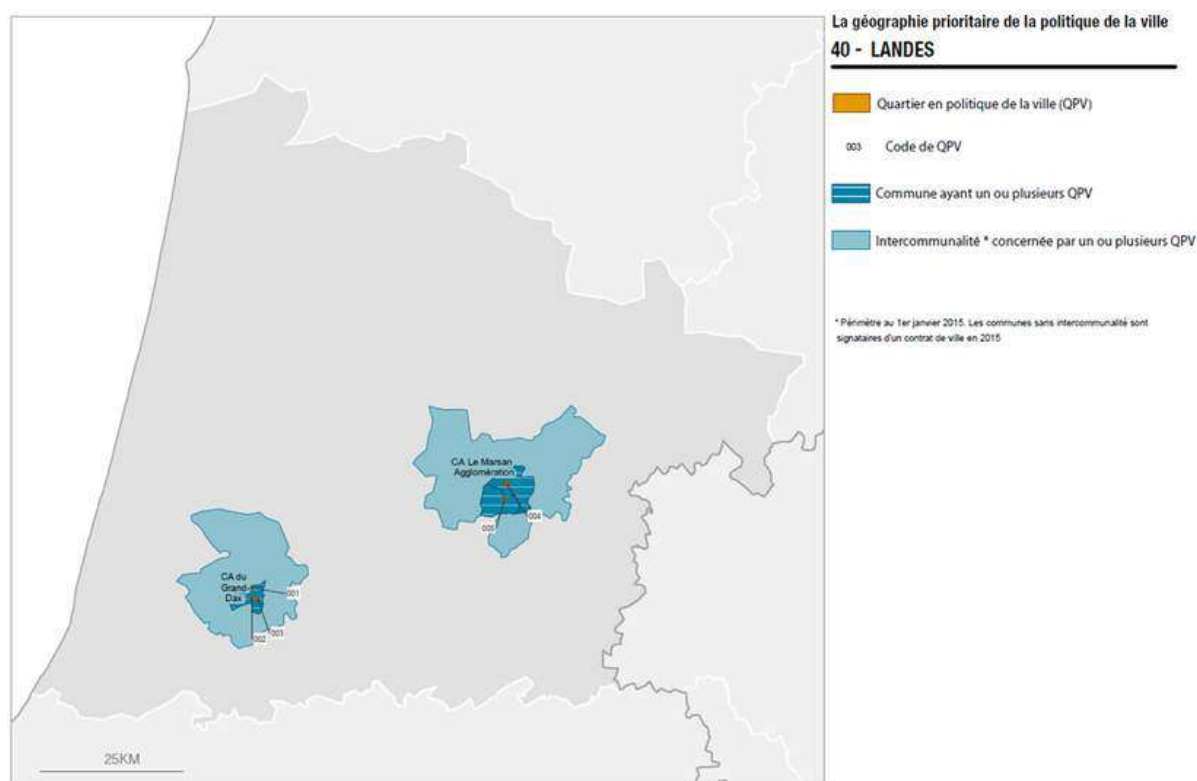 La géographie prioritaire de la politique de la ville
40 - LANDES
Quartier en politique de la ville (QPV)
003 Code de QPV
Commune ayant un ou plusieurs QPV
Intercommunalité * concernée par un ou plusieurs QPV
* Périmètre au 1er janvier 2015. Les communes sans intercommunalité sont
signataires d'un contrat de ville en 2015
CA Le Marsan
Agglomération
004
005
CA du
Grand-
Dax
001
003
002
25KM